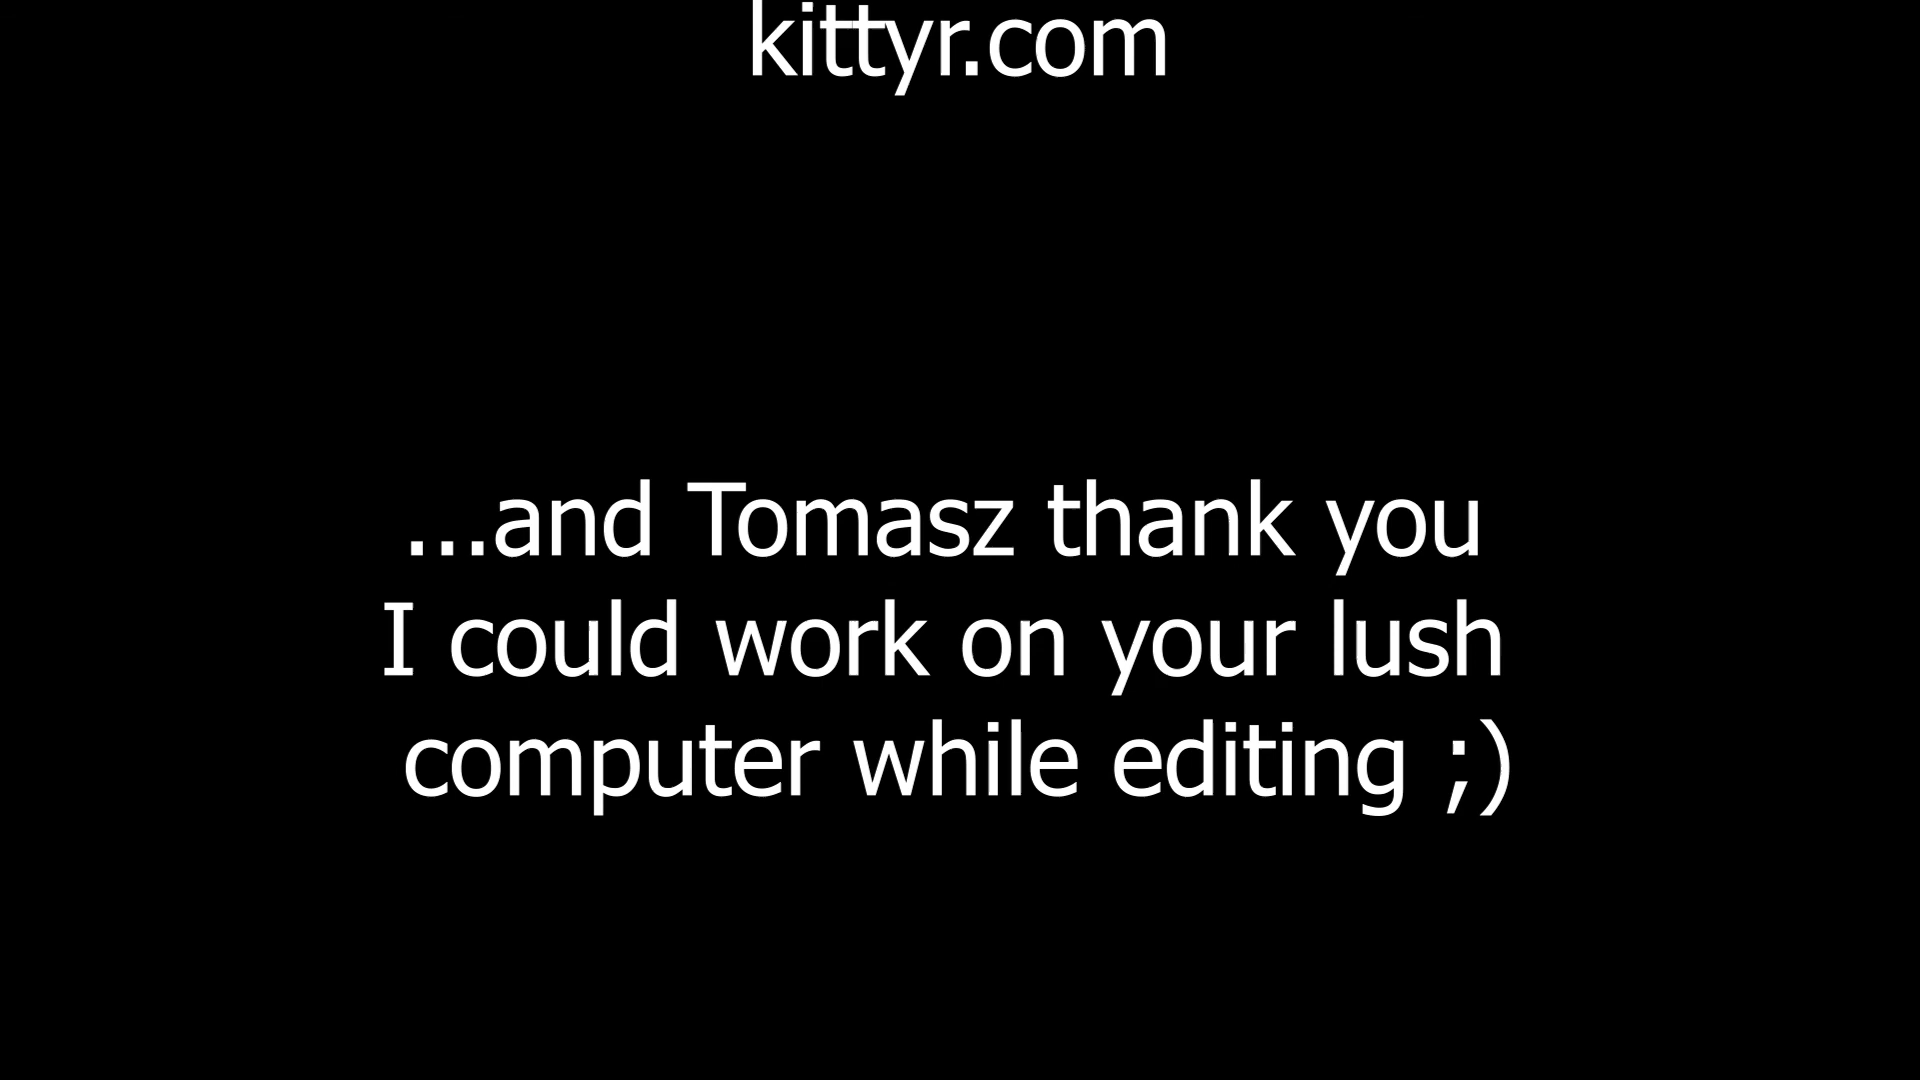 kittyr.com
...and Tomasz thank you
I could work on your lush
computer while editing ;)